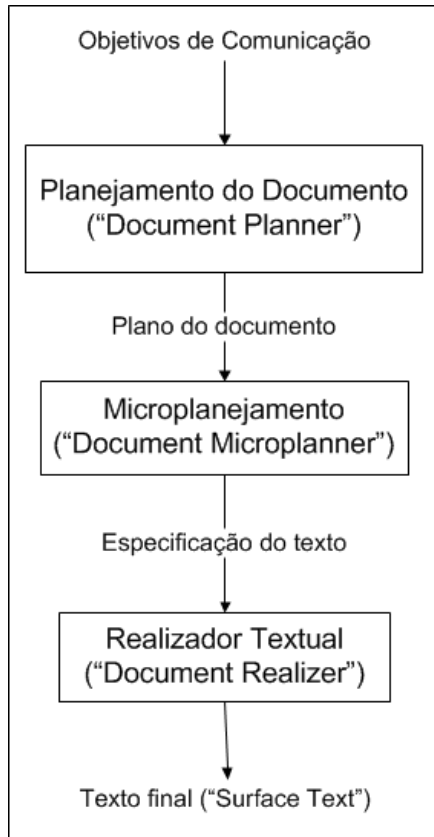 Objetivos de Comunicação
Planejamento do Documento
(“Document Planner”)
Plano do documento
Microplanejamento
(“Document Microplanner”)
Especificação do texto
Realizador Textual
(“Document Realizer”)
Texto final (“Surface Text”)